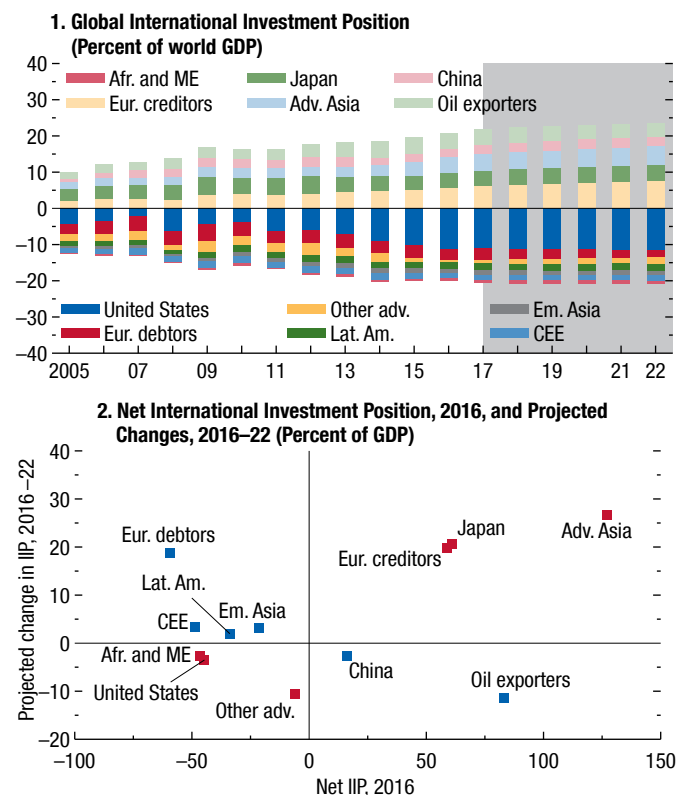 1. Global International Investment Position
(Percent of world GDP)
40
30
20
10
0
–10
–20
–30
–40
Afr. and ME
Japan
China
Eur. creditors
Adv. Asia
Oil exporters
United States
Other adv.
Em. Asia
Eur. debtors
Lat. Am.
CEE
2005 07 09 11 13 15 17 19 21 22
2. Net International Investment Position, 2016, and Projected
Changes, 2016–22 (Percent of GDP)
Projected change in IIP, 2016–22
40
30
20
10
0
–10
–20
Eur. debtors
Japan
Adv. Asia
Eur. creditors
Lat. Am.
Em. Asia
CEE
Afr. and ME
United States
Other adv.
China
Oil exporters
–100 –50 0 50 100 150
Net IIP, 2016